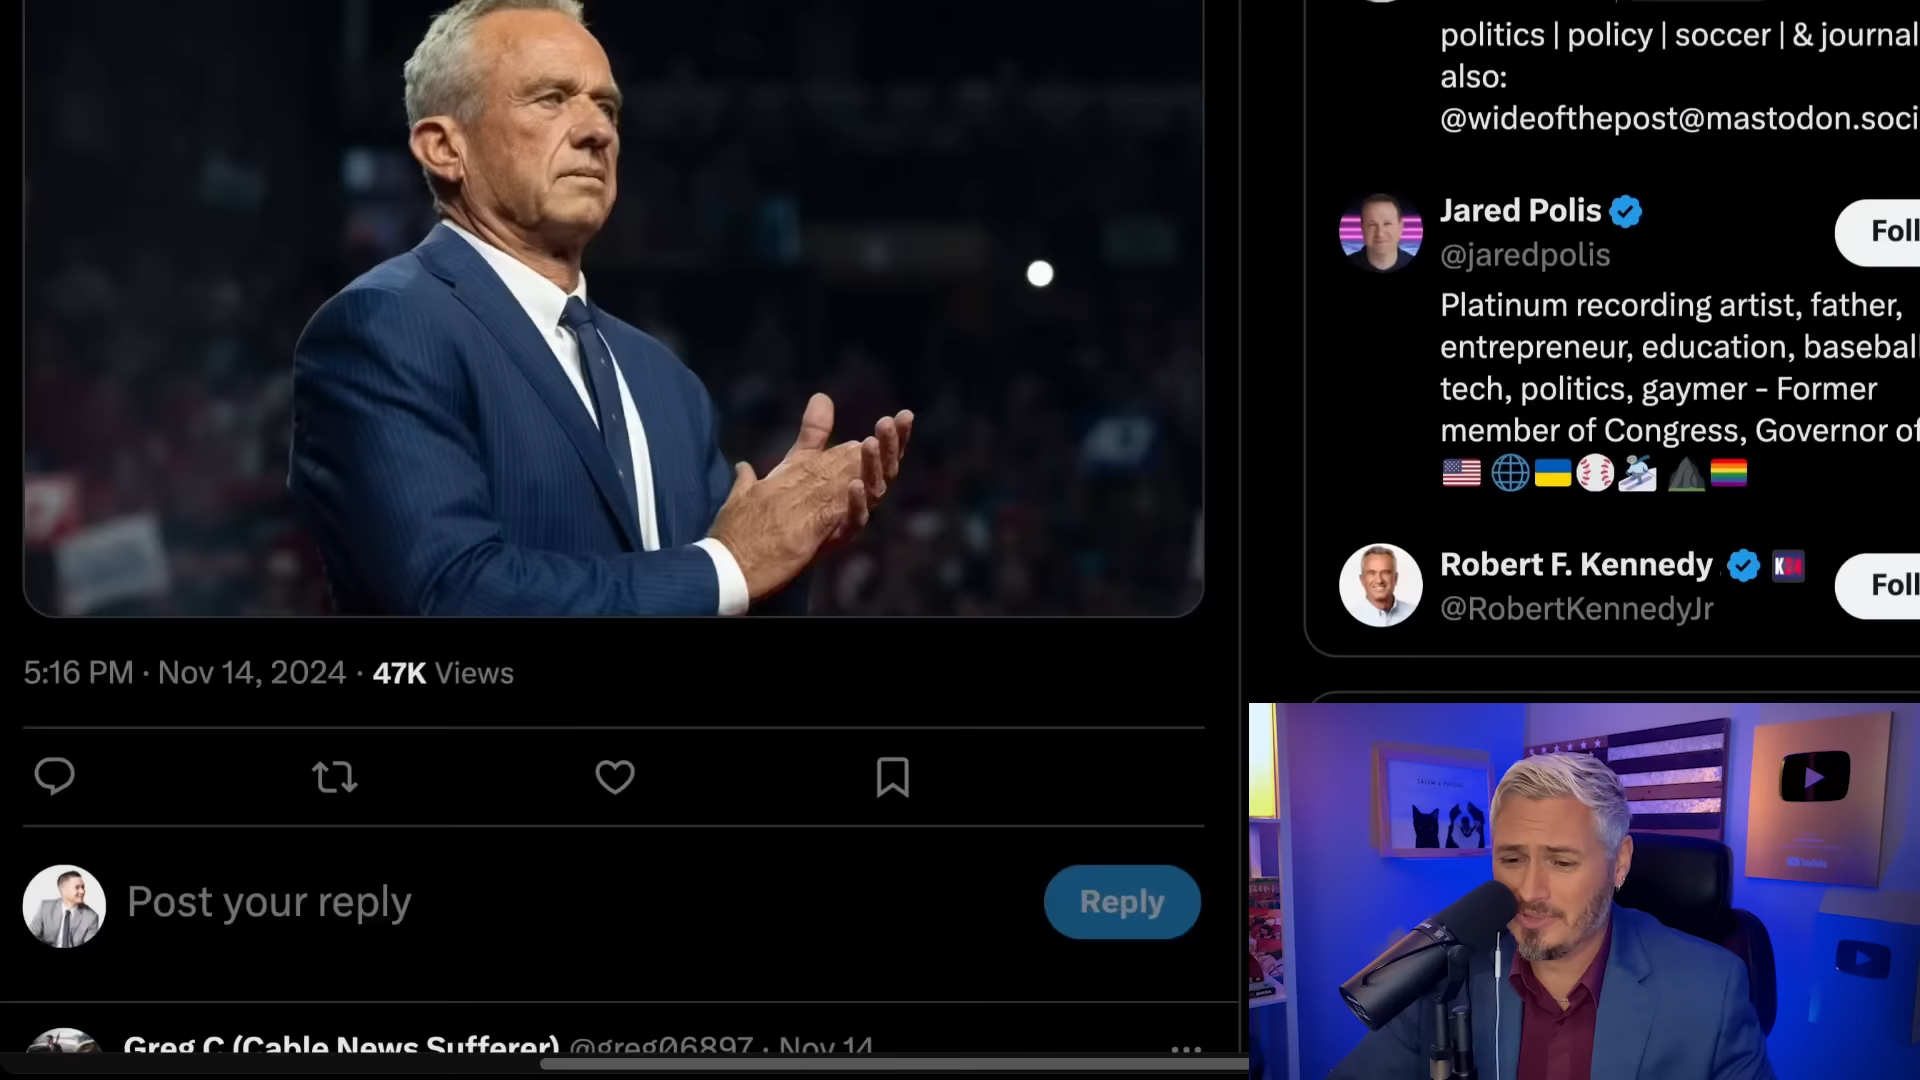 politics | policy | soccer | & journal
also:
@wideofthepost@mastodon.soci
Jared Polis
@jaredpolis
Foll
Platinum recording artist, father,
entrepreneur, education, baseball
tech, politics, gaymer - Former
member of Congress, Governor of
Robert F. Kennedy
K24
@RobertKennedyJr
Foll
5:16 PM · Nov 14, 2024 · 47K Views
Post your reply
Reply
Greg C (Cable News Sufferer) @greg06897 · Nov 14